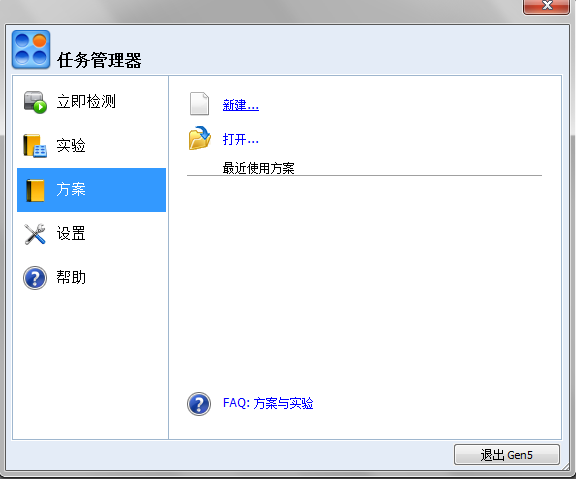 任务管理器
立即检测
实验
方案
设置
帮助
新建...
打开...
最近使用方案
FAQ: 方案与实验
退出 Gen5